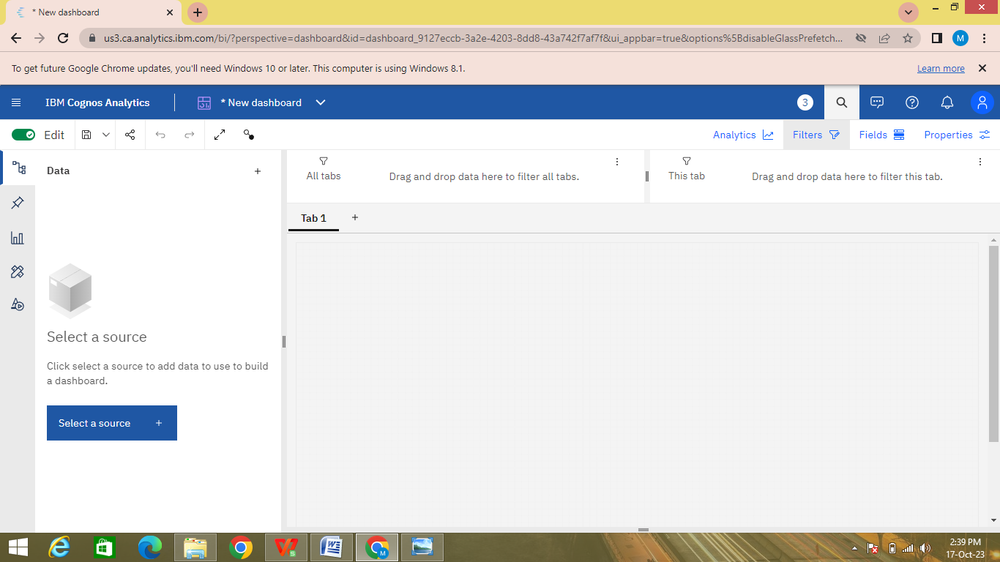 * New dashboard
us3.ca.analytics.ibm.com/bi/?perspective=dashboard&id=dashboard_9127eccb-3a2e-4203-8dd8-43a742f7af7f&ui_appbar=true&options%5BdisableGlassPrefetch...
M
To get future Google Chrome updates, you'll need Windows 10 or later. This computer is using Windows 8.1.
Learn more
IBM Cognos Analytics
* New dashboard
3
Edit
Analytics
Filters
Fields
Properties
Data
All tabs
Drag and drop data here to filter all tabs.
This tab
Drag and drop data here to filter this tab.
Tab 1
Select a source
Click select a source to add data to use to build
a dashboard.
Select a source
2:39 PM
17-Oct-23